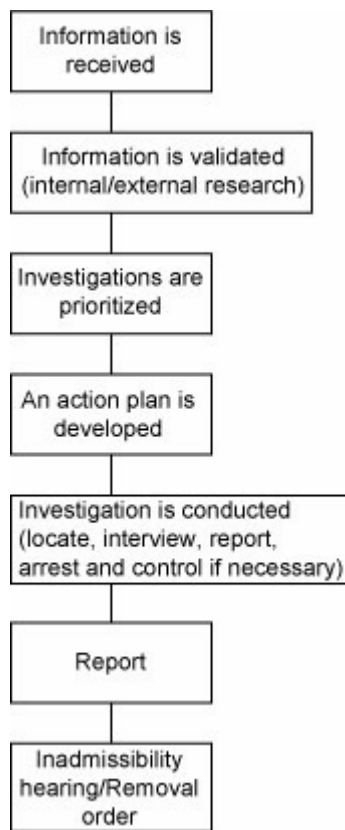 Information is
received
Information is validated
(internal/external research)
Investigations are
prioritized
An action plan is
developed
Investigation is conducted
(locate, interview, report,
arrest and control if necessary)
Report
Inadmissibility
hearing/Removal
order